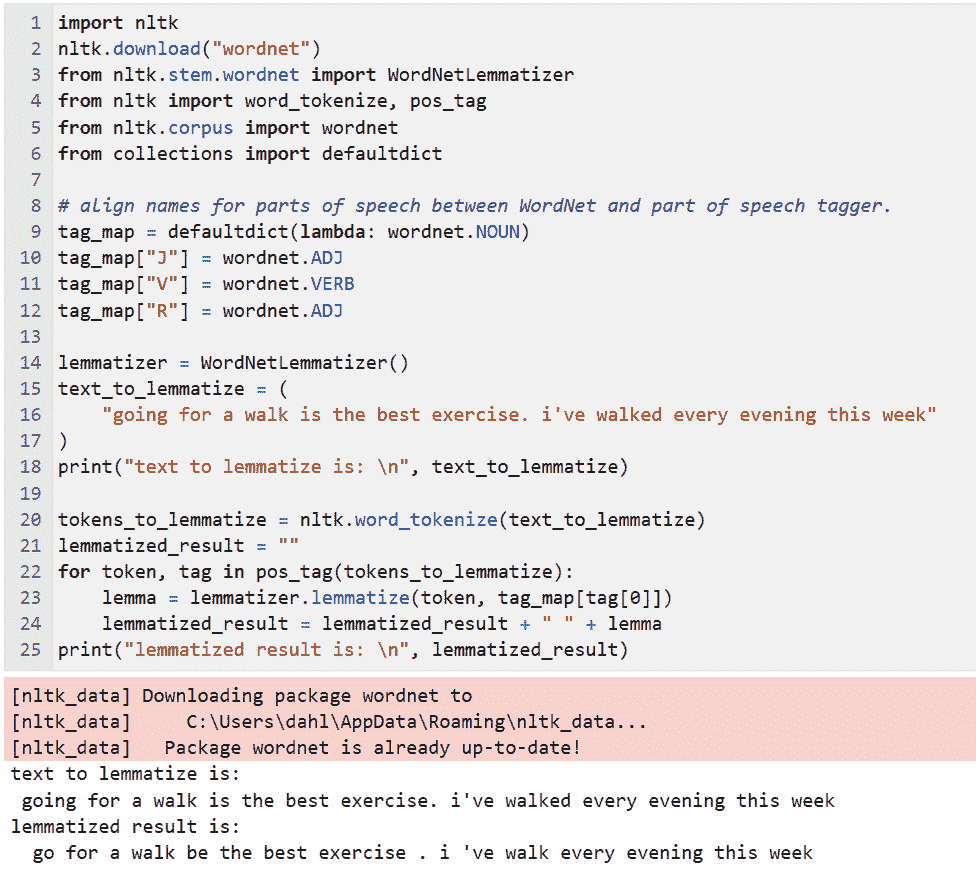 1 import nltk
2 nltk.download("wordnet")
3 from nltk.stem.wordnet import WordNetLemmatizer
4 from nltk import word_tokenize, pos_tag
5 from nltk.corpus import wordnet
6 from collections import defaultdict
7
8 # align names for parts of speech between WordNet and part of speech tagger.
9 tag_map = defaultdict(lambda: wordnet.NOUN)
10 tag_map["J"] = wordnet.ADJ
11 tag_map["V"] = wordnet.VERB
12 tag_map["R"] = wordnet.ADJ
13
14 lemmatizer = WordNetLemmatizer()
15 text_to_lemmatize = (
16     "going for a walk is the best exercise. i've walked every evening this week"
17 )
18 print("text to lemmatize is: \n", text_to_lemmatize)
19
20 tokens_to_lemmatize = nltk.word_tokenize(text_to_lemmatize)
21 lemmatized_result = ""
22 for token, tag in pos_tag(tokens_to_lemmatize):
23     lemma = lemmatizer.lemmatize(token, tag_map[tag[0]])
24     lemmatized_result = lemmatized_result + " " + lemma
25 print("lemmatized result is: \n", lemmatized_result)
[nltk_data] Downloading package wordnet to
[nltk_data]     C:\Users\dahl\AppData\Roaming\nltk_data...
[nltk_data]   Package wordnet is already up-to-date!
text to lemmatize is:
 going for a walk is the best exercise. i've walked every evening this week
lemmatized result is:
  go for a walk be the best exercise . i 've walk every evening this week